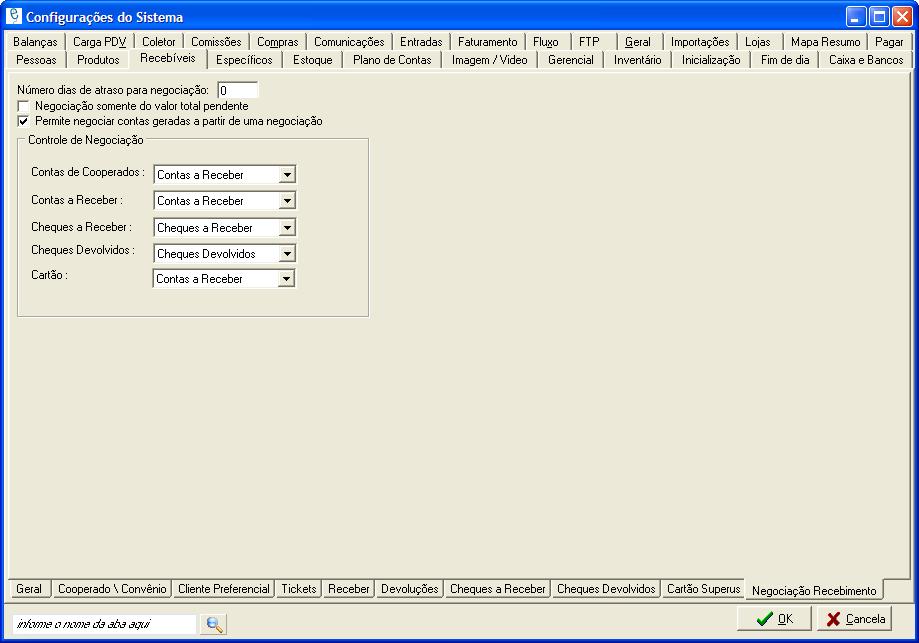 Configurações do Sistema
Balanças Carga PDV Coletor Comissões Compras Comunicações Entradas Faturamento Fluxo FTP Geral Importações Lojas Mapa Resumo Pagar
Pessoas Produtos Recebíveis Específicos Estoque Plano de Contas Imagem / Video Gerencial Inventário Inicialização Fim de dia Caixa e Bancos
Número dias de atraso para negociação: 0
Negociação somente do valor total pendente
Permite negociar contas geradas a partir de uma negociação
Controle de Negociação
Contas de Cooperados : Contas a Receber
Contas a Receber : Contas a Receber
Cheques a Receber : Cheques a Receber
Cheques Devolvidos : Cheques Devolvidos
Cartão : Contas a Receber
Geral Cooperado \ Convênio Cliente Preferencial Tickets Receber Devoluções Cheques a Receber Cheques Devolvidos Cartão Superus Negociação Recebimento
informe o nome da aba aqui OK Cancela